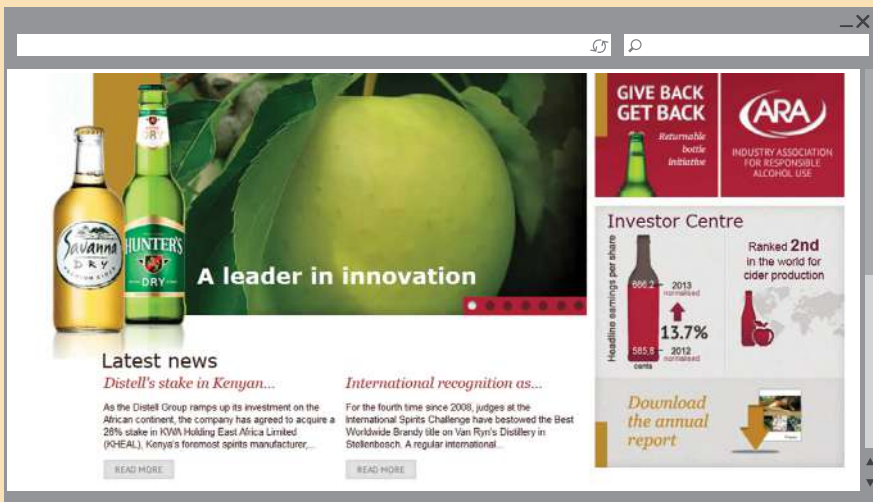 GIVE BACK
GET BACK
Returnable
bottle
initiative
ARA
INDUSTRY ASSOCIATION
FOR RESPONSIBLE
ALCOHOL USE
Savanna
DRY
HUNTER'S
DRY
A leader in innovation
Investor Centre
Headline earnings per share
666,2
2013
normalised
13.7%
585,8
2012
normalised
cents
Ranked 2nd
in the world for
cider production
Latest news
Distell's stake in Kenyan...
As the Distell Group ramps up its investment on the
African continent, the company has agreed to acquire a
26% stake in KWA Holding East Africa Limited
(KHEAL), Kenya's foremost spirits manufacturer,...
READ MORE
International recognition as...
For the fourth time since 2008, judges at the
International Spirits Challenge have bestowed the Best
Worldwide Brandy title on Van Ryn's Distillery in
Stellenbosch. A regular international...
READ MORE
Download
the annual
report